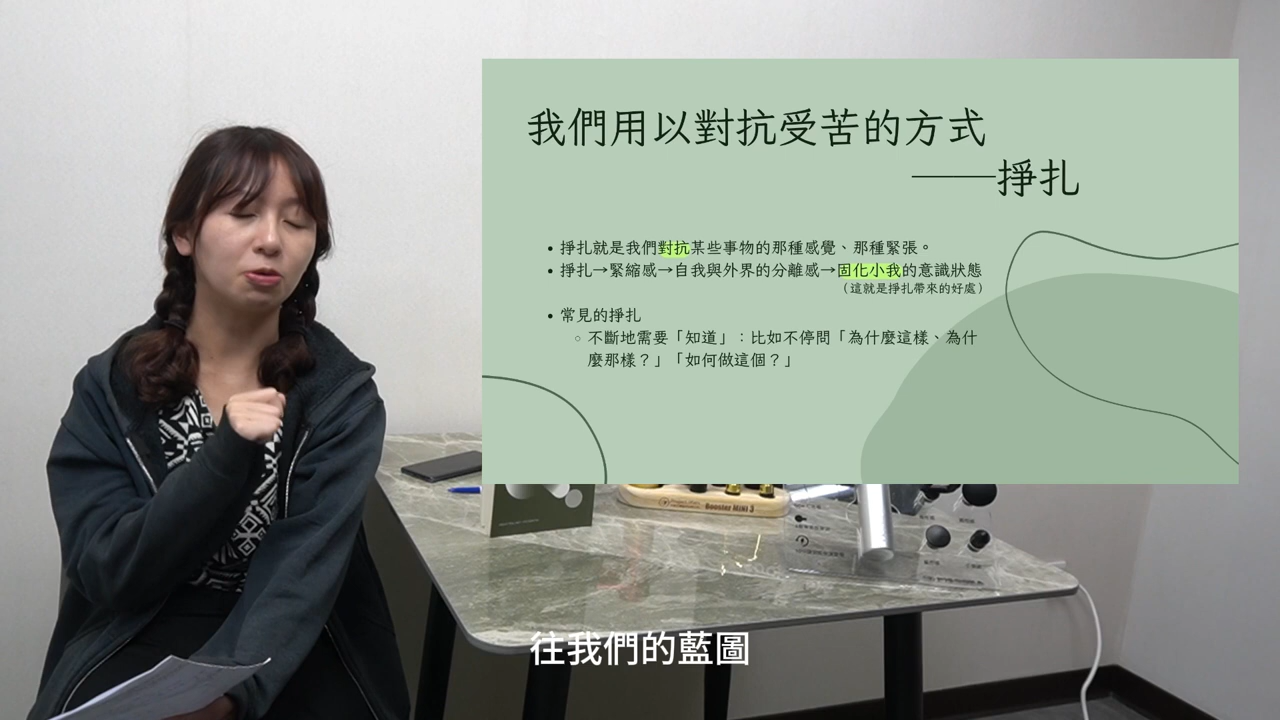 我們用以對抗受苦的方式
——掙扎
• 掙扎就是我們對抗某些事物的那種感覺、那種緊張。
• 掙扎→緊縮感→自我與外界的分離感→固化小我的意識狀態
（這就是掙扎帶來的好處）
• 常見的掙扎
◦ 不斷地需要「知道」：比如不停問「為什麼這樣、為什
麼那樣？」「如何做這個？」
Booster MINI 3
往我們的藍圖